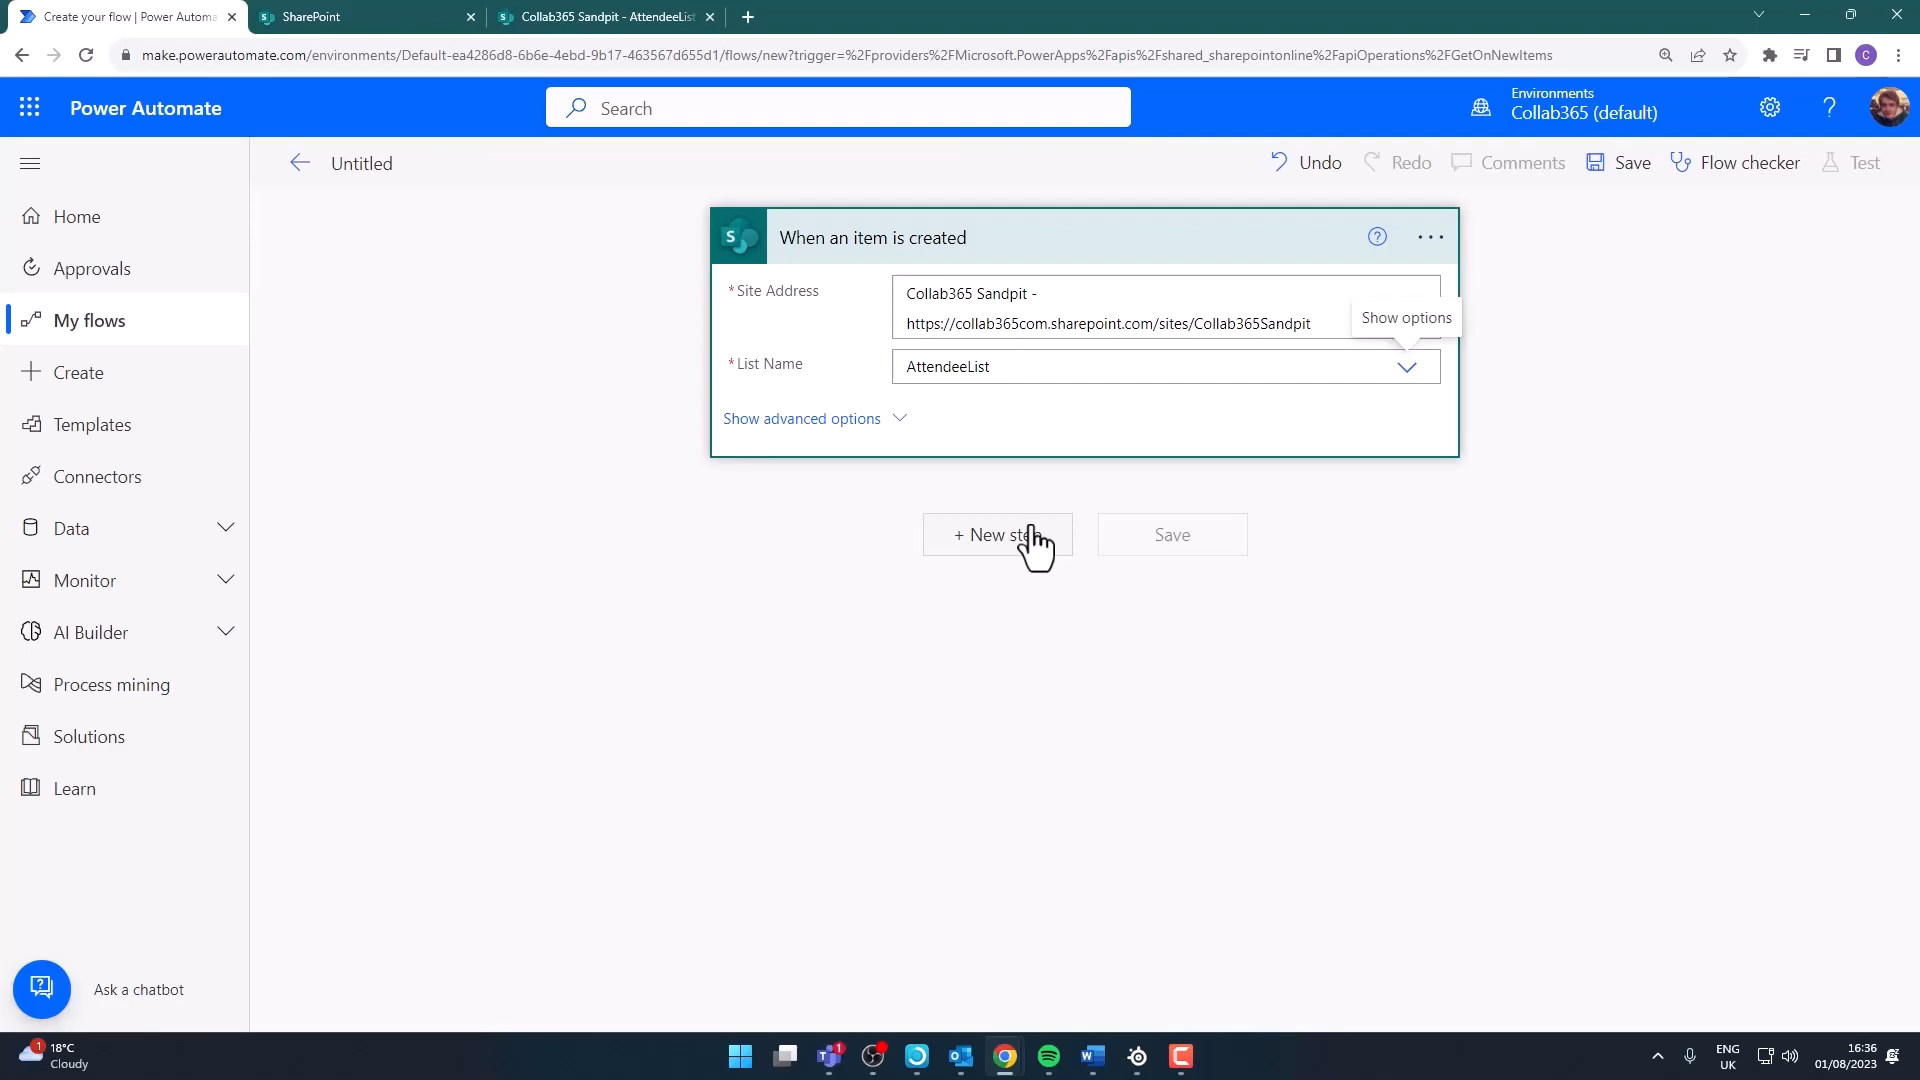 Create your flow | Power Automa
SharePoint
Collab365 Sandpit - AttendeeList
make.powerautomate.com/environments/Default-ea4286d8-6b6e-4ebd-9b17-463567d655d1/flows/new?trigger=%2Fproviders%2FMicrosoft.PowerApps%2Fapis%2Fshared_sharepointonline%2FapiOperations%2FGetOnNewItems
C
Power Automate
Search
Environments
Collab365 (default)
Untitled
Undo
Redo
Comments
Save
Flow checker
Test
Home
Approvals
My flows
Create
Templates
Connectors
Data
Monitor
AI Builder
Process mining
Solutions
Learn
Ask a chatbot
S
When an item is created
* Site Address
Collab365 Sandpit -
https://collab365com.sharepoint.com/sites/Collab365Sandpit
Show options
* List Name
AttendeeList
Show advanced options
+ New step
Save
1
18°C
Cloudy
1
ENG
UK
16:36
01/08/2023